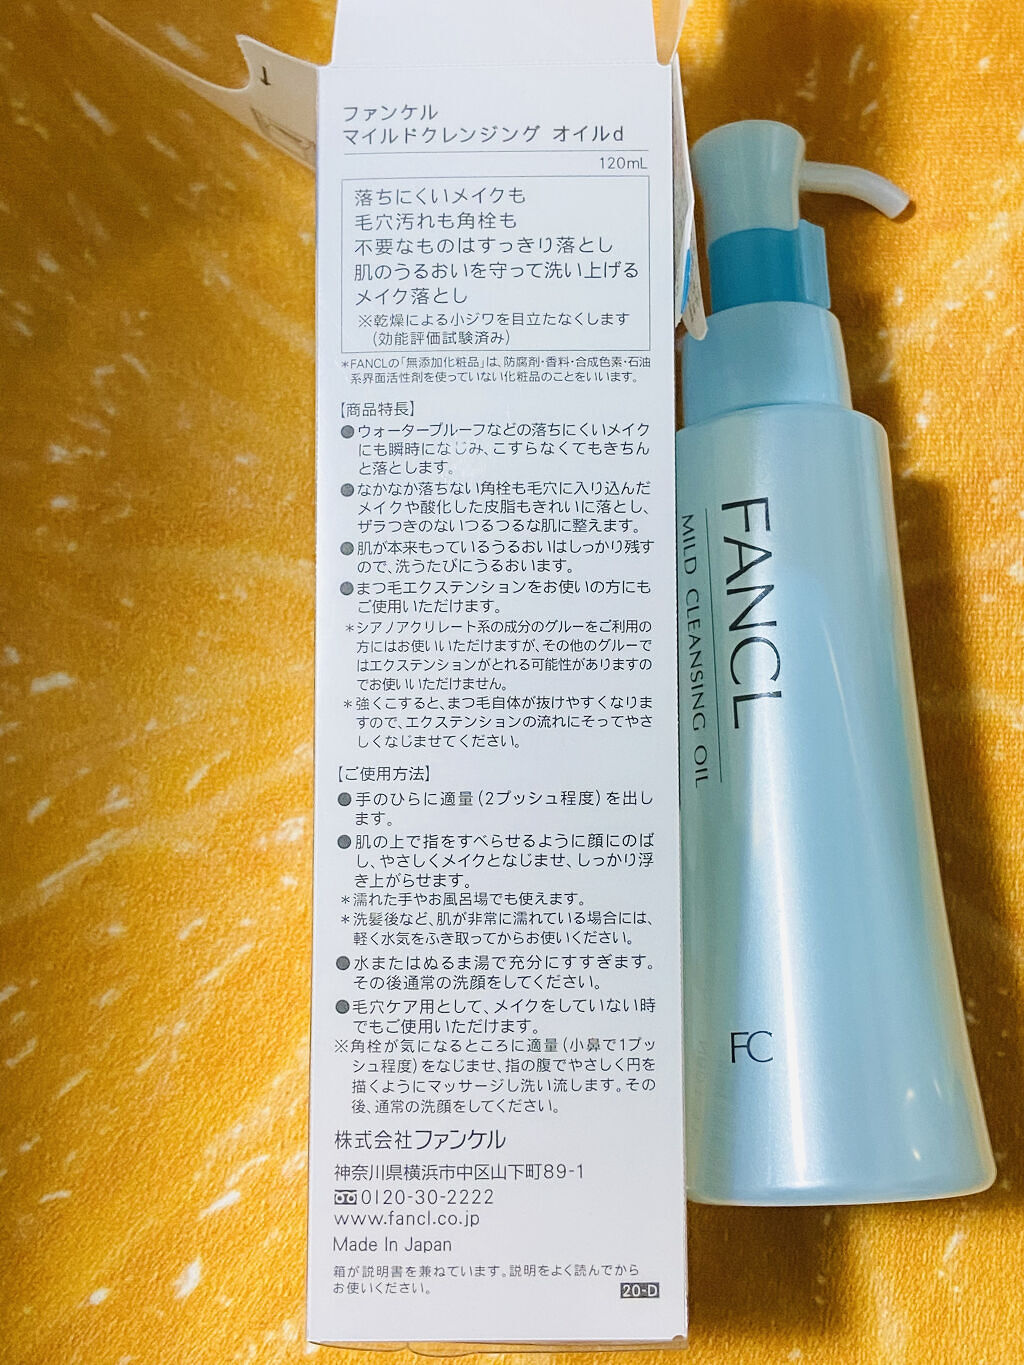 ファンケル
マイルドクレンジング オイルd
120mL
落ちにくいメイクも
毛穴汚れも角栓も
不要なものはすっきり落とし
肌のうるおいを守って洗い上げる
メイク落とし
※乾燥による小ジワを目立たなくします
(効能評価試験済み)
*FANCLの「無添加化粧品」は、防腐剤・香料・合成色素・石油
系界面活性剤を使っていない化粧品のことをいいます。
【商品特長】
●ウォータープルーフなどの落ちにくいメイク
にも瞬時になじみ、こすらなくてもきちん
と落とします。
●なかなか落ちない角栓も毛穴に入り込んだ
メイクや酸化した皮脂もきれいに落とし、
ザラつきのないつるつるな肌に整えます。
●肌が本来もっているうるおいはしっかり残す
ので、洗うたびにうるおいます。
●まつ毛エクステンションをお使いの方にも
ご使用いただけます。
*シアノアクリレート系の成分のグルーをご利用の
方にはお使いいただけますが、その他のグルーで
はエクステンションがとれる可能性がありますの
でお使いいただけません。
*強くこすると、まつ毛自体が抜けやすくなりま
すので、エクステンションの流れにそってやさ
しくなじませてください。
【ご使用方法】
●手のひらに適量(2プッシュ程度)を出し
ます。
●肌の上で指をすべらせるように顔にのば
し、やさしくメイクとなじませ、しっかり浮
き上がらせます。
*濡れた手やお風呂場でも使えます。
*洗髪後など、肌が非常に濡れている場合には、
軽く水気をふき取ってからお使いください。
●水またはぬるま湯で充分にすすぎます。
その後通常の洗顔をしてください。
●毛穴ケア用として、メイクをしていない時
でもご使用いただけます。
※角栓が気になるところに適量(小鼻で1プッ
シュ程度)をなじませ、指の腹でやさしく円を
描くようにマッサージし洗い流します。その
後、通常の洗顔をしてください。
株式会社ファンケル
神奈川県横浜市中区山下町89-1
0120-30-2222
www.fancl.co.jp
Made In Japan
箱が説明書を兼ねています。説明をよく読んでから
お使いください。
20-D
FANCL
MILD CLEANSING OIL
FC